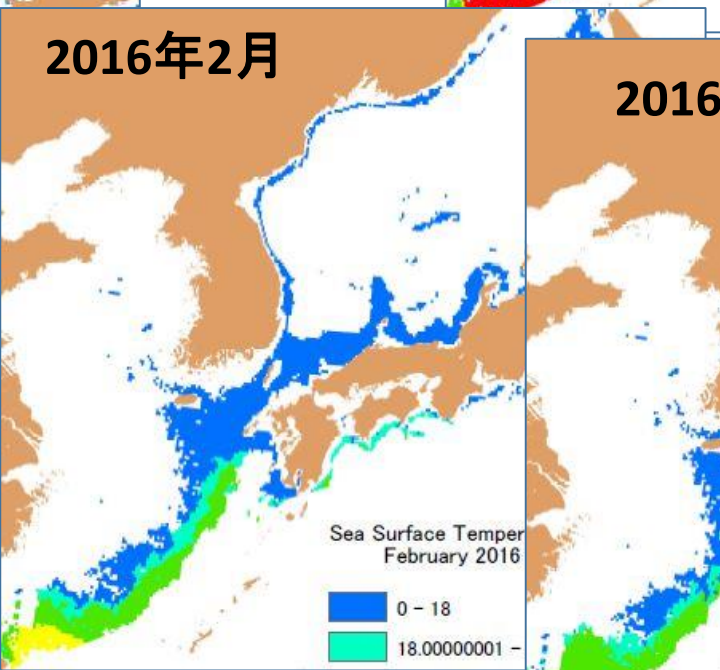 2016年2月
2016
Sea Surface Temper
February 2016
0 - 18
18.00000001 -